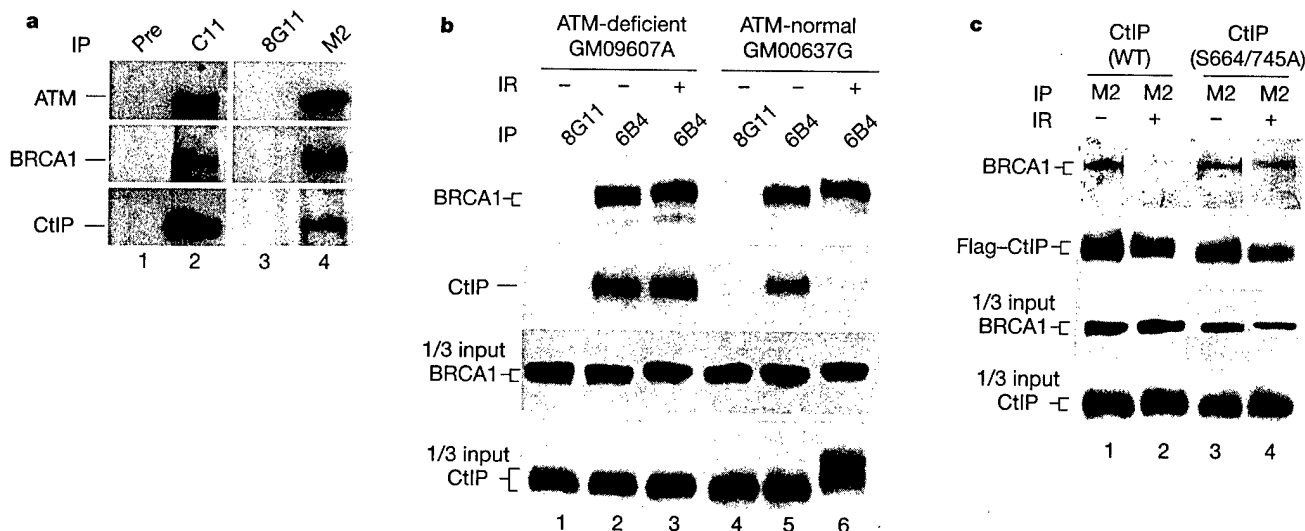 a
IP Pre C11 8G11 M2
ATM
BRCA1
CtIP
1 2 3 4
b
ATM-deficient ATM-normal
GM09607A GM00637G
IR – – + – – +
IP 8G11 6B4 6B4 8G11 6B4 6B4
BRCA1
CtIP
1/3 input
BRCA1
1/3 input
CtIP
1 2 3 4 5 6
c
CtIP CtIP
(WT) (S664/745A)
IP M2 M2 M2 M2
IR – + – +
BRCA1
Flag–CtIP
1/3 input
BRCA1
1/3 input
CtIP
1 2 3 4